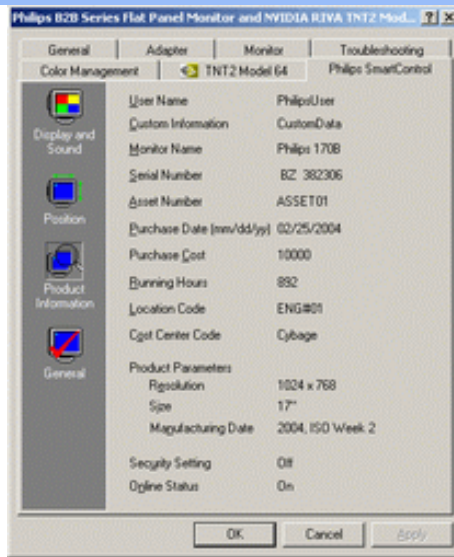 Philips B2B Series Flat Panel Monitor and NVIDIA RIVA TNT2 Mod...
General Adapter Monitor Troubleshooting
Color Management TNT2 Model 64 Philips SmartControl
Display and
Sound
Position
Product
Information
General
User Name PhilipsUser
Custom Information CustomData
Monitor Name Philips 170B
Serial Number BZ 382306
Asset Number ASSET01
Purchase Date (mm/dd/yy) 02/25/2004
Purchase Cost 10000
Running Hours 892
Location Code ENG#01
Cost Center Code Cybage
Product Parameters
Resolution 1024 x 768
Size 17"
Manufacturing Date 2004, ISO Week 2
Security Setting Off
Online Status On
OK Cancel Apply